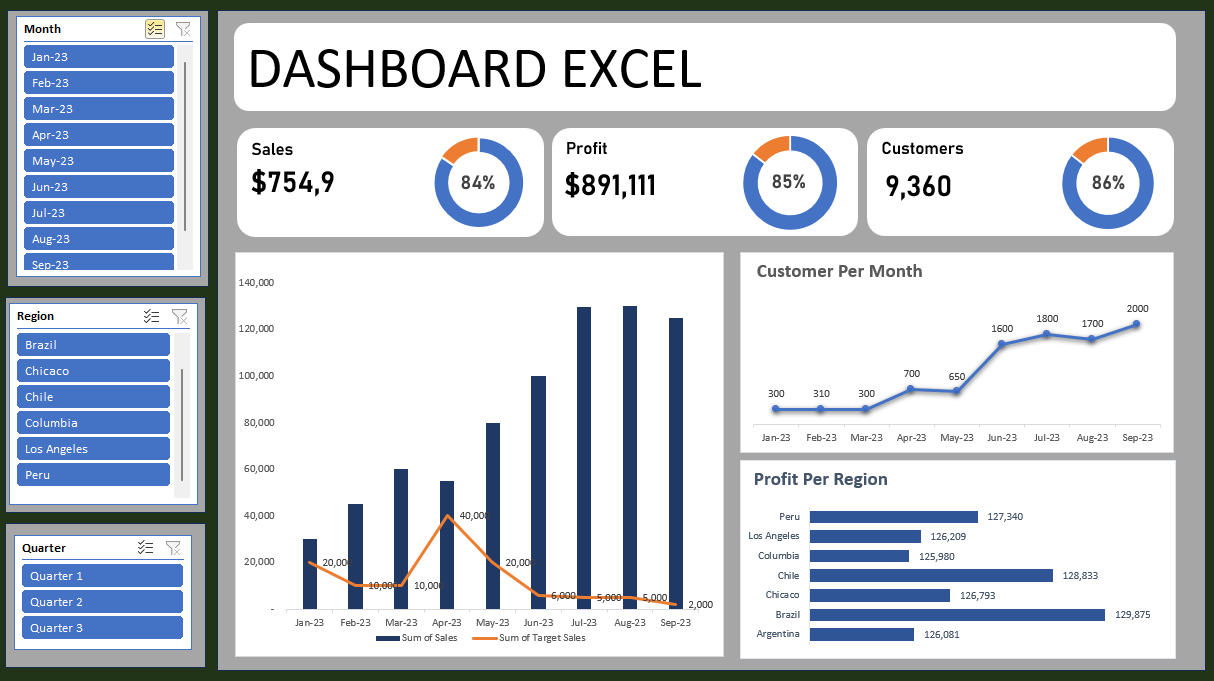 Month
Jan-23
Feb-23
Mar-23
Apr-23
May-23
Jun-23
Jul-23
Aug-23
Sep-23
Region
Brazil
Chicaco
Chile
Columbia
Los Angeles
Peru
Quarter
Quarter 1
Quarter 2
Quarter 3
DASHBOARD EXCEL
Sales
$754,9
84%
Profit
$891,111
85%
Customers
9,360
86%
140,000
120,000
100,000
80,000
60,000
40,000
20,000
-
20,000
10,000
10,000
40,000
20,000
6,000
5,000
5,000
2,000
Jan-23 Feb-23 Mar-23 Apr-23 May-23 Jun-23 Jul-23 Aug-23 Sep-23
Sum of Sales Sum of Target Sales
Customer Per Month
300 310 300 700 650 1600 1800 1700 2000
Jan-23 Feb-23 Mar-23 Apr-23 May-23 Jun-23 Jul-23 Aug-23 Sep-23
Profit Per Region
Peru 127,340
Los Angeles 126,209
Columbia 125,980
Chile 128,833
Chicaco 126,793
Brazil 129,875
Argentina 126,081